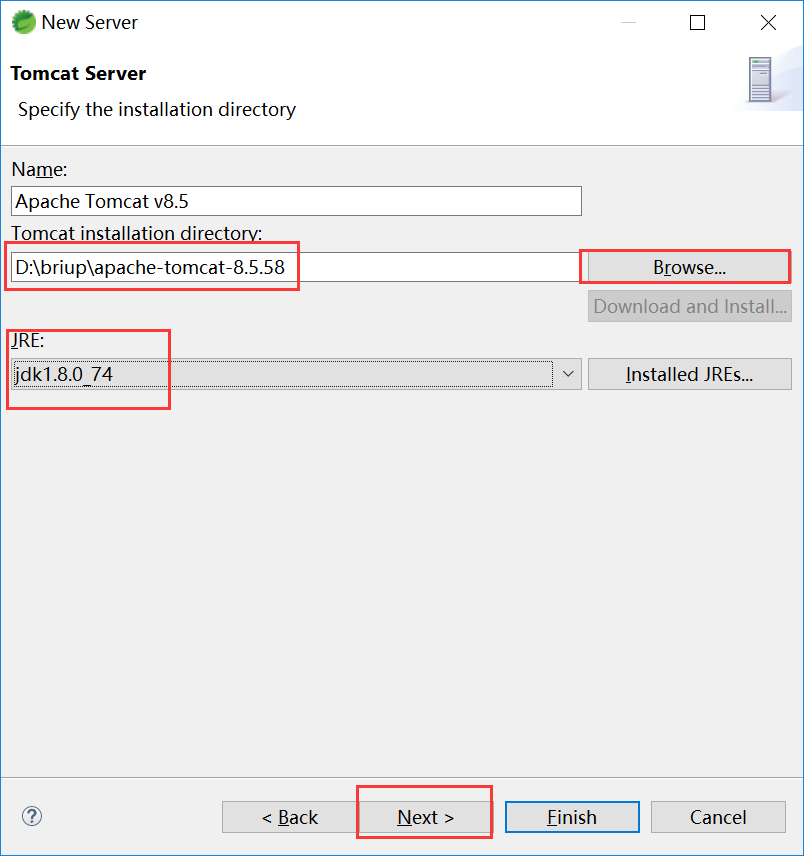 New Server
Tomcat Server
Specify the installation directory
Name:
Apache Tomcat v8.5
Tomcat installation directory:
D:\briup\apache-tomcat-8.5.58
Browse...
Download and Install...
JRE:
jdk1.8.0_74
Installed JREs...
?
< Back
Next >
Finish
Cancel